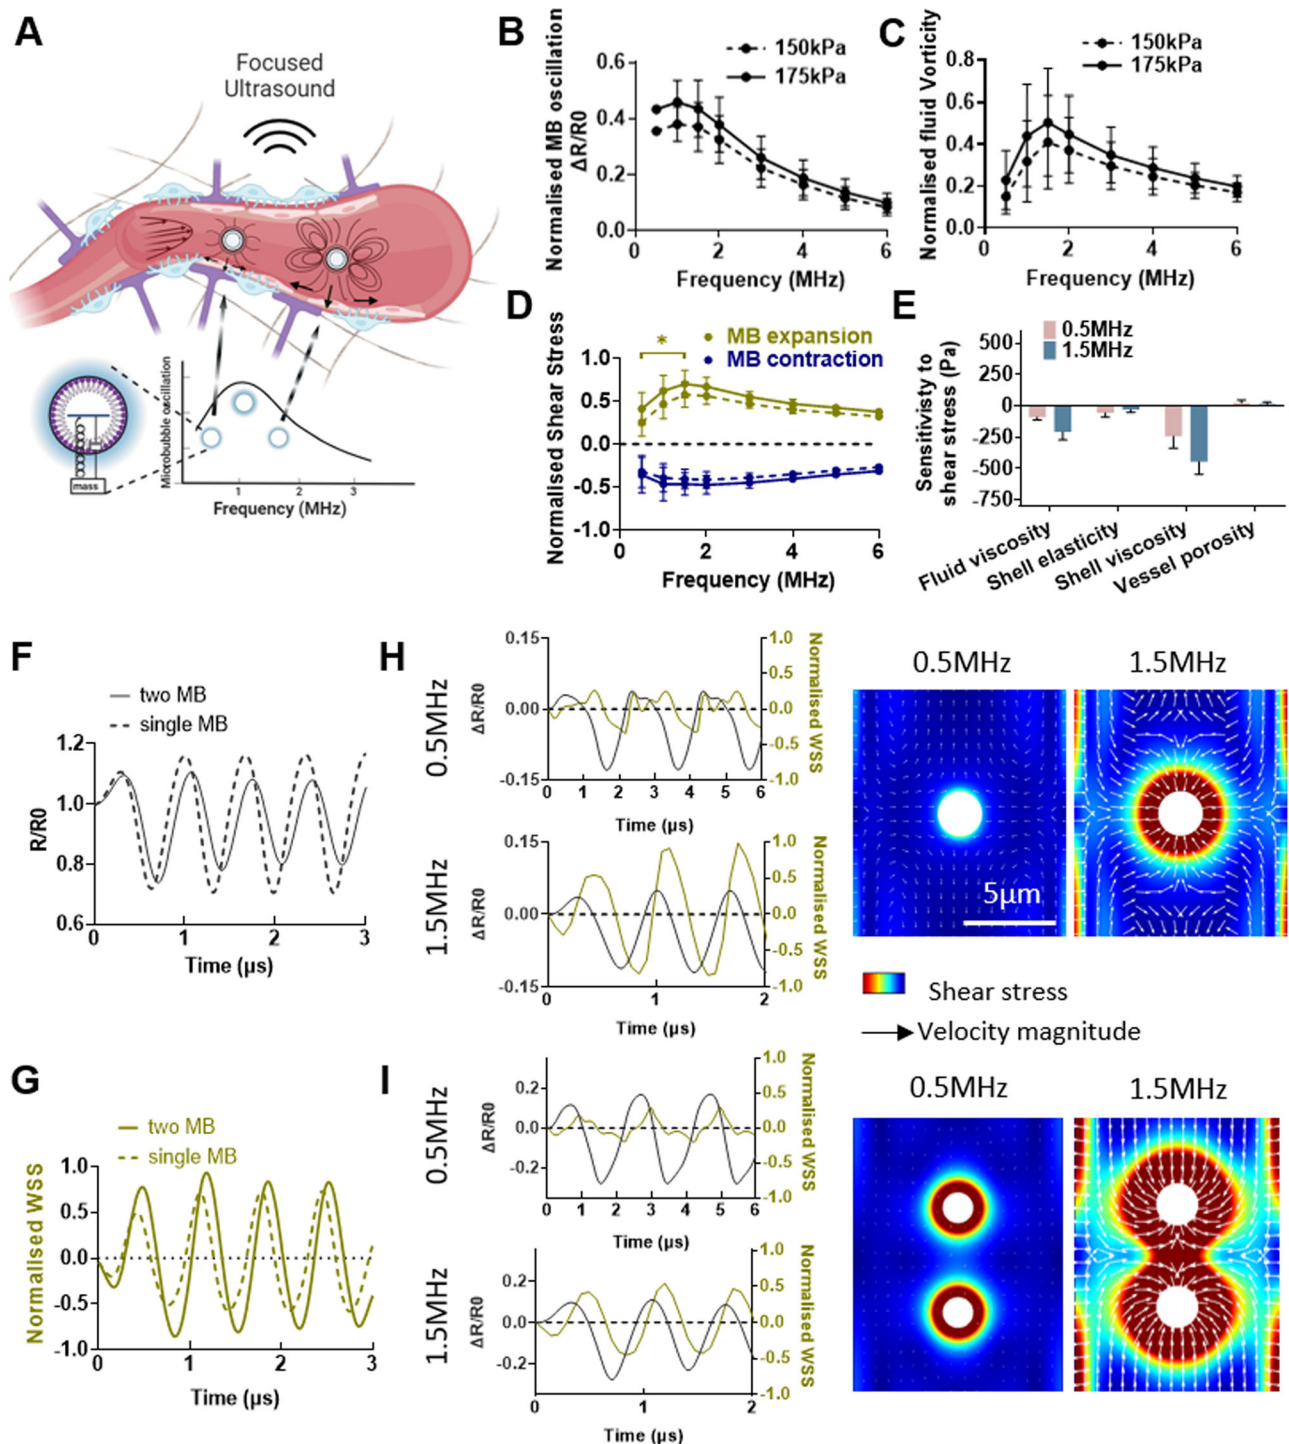 A
Focused
Ultrasound
mass
Microbubble oscillation
1
2
3
Frequency (MHz)
B
Normalised MB oscillation
ΔR/R0
150kPa
175kPa
0.6
0.4
0.2
0.0
0
2
4
6
Frequency (MHz)
C
Normalised fluid Vorticity
150kPa
175kPa
0.8
0.6
0.4
0.2
0.0
0
2
4
6
Frequency (MHz)
D
Normalised Shear Stress
MB expansion
MB contraction
*
1.0
0.5
0.0
-0.5
-1.0
0
2
4
6
Frequency (MHz)
E
Sensitivisty to
shear stress (Pa)
0.5MHz
1.5MHz
500
250
0
-250
-500
-750
Fluid viscosity
Shell elasticity
Shell viscosity
Vessel porosity
F
two MB
single MB
R/R0
1.2
1.0
0.8
0.6
0
1
2
3
Time (µs)
G
two MB
single MB
Normalised WSS
1.0
0.5
0.0
-0.5
-1.0
0
1
2
3
Time (µs)
H
0.5MHz
ΔR/R0
0.15
0.00
-0.15
1.0
0.5
0.0
-0.5
-1.0
Normalised WSS
0 1 2 3 4 5 6
Time (µs)
1.5MHz
ΔR/R0
0.15
0.00
-0.15
1.0
0.5
0.0
-0.5
-1.0
Normalised WSS
0 1 2
Time (µs)
0.5MHz
1.5MHz
5µm
Shear stress
Velocity magnitude
I
0.5MHz
ΔR/R0
0.2
0.0
-0.2
1.0
0.5
0.0
-0.5
-1.0
Normalised WSS
0 1 2 3 4 5 6
Time (µs)
1.5MHz
ΔR/R0
0.2
0.0
-0.2
1.0
0.5
0.0
-0.5
-1.0
Normalised WSS
0 1 2
Time (µs)
0.5MHz
1.5MHz